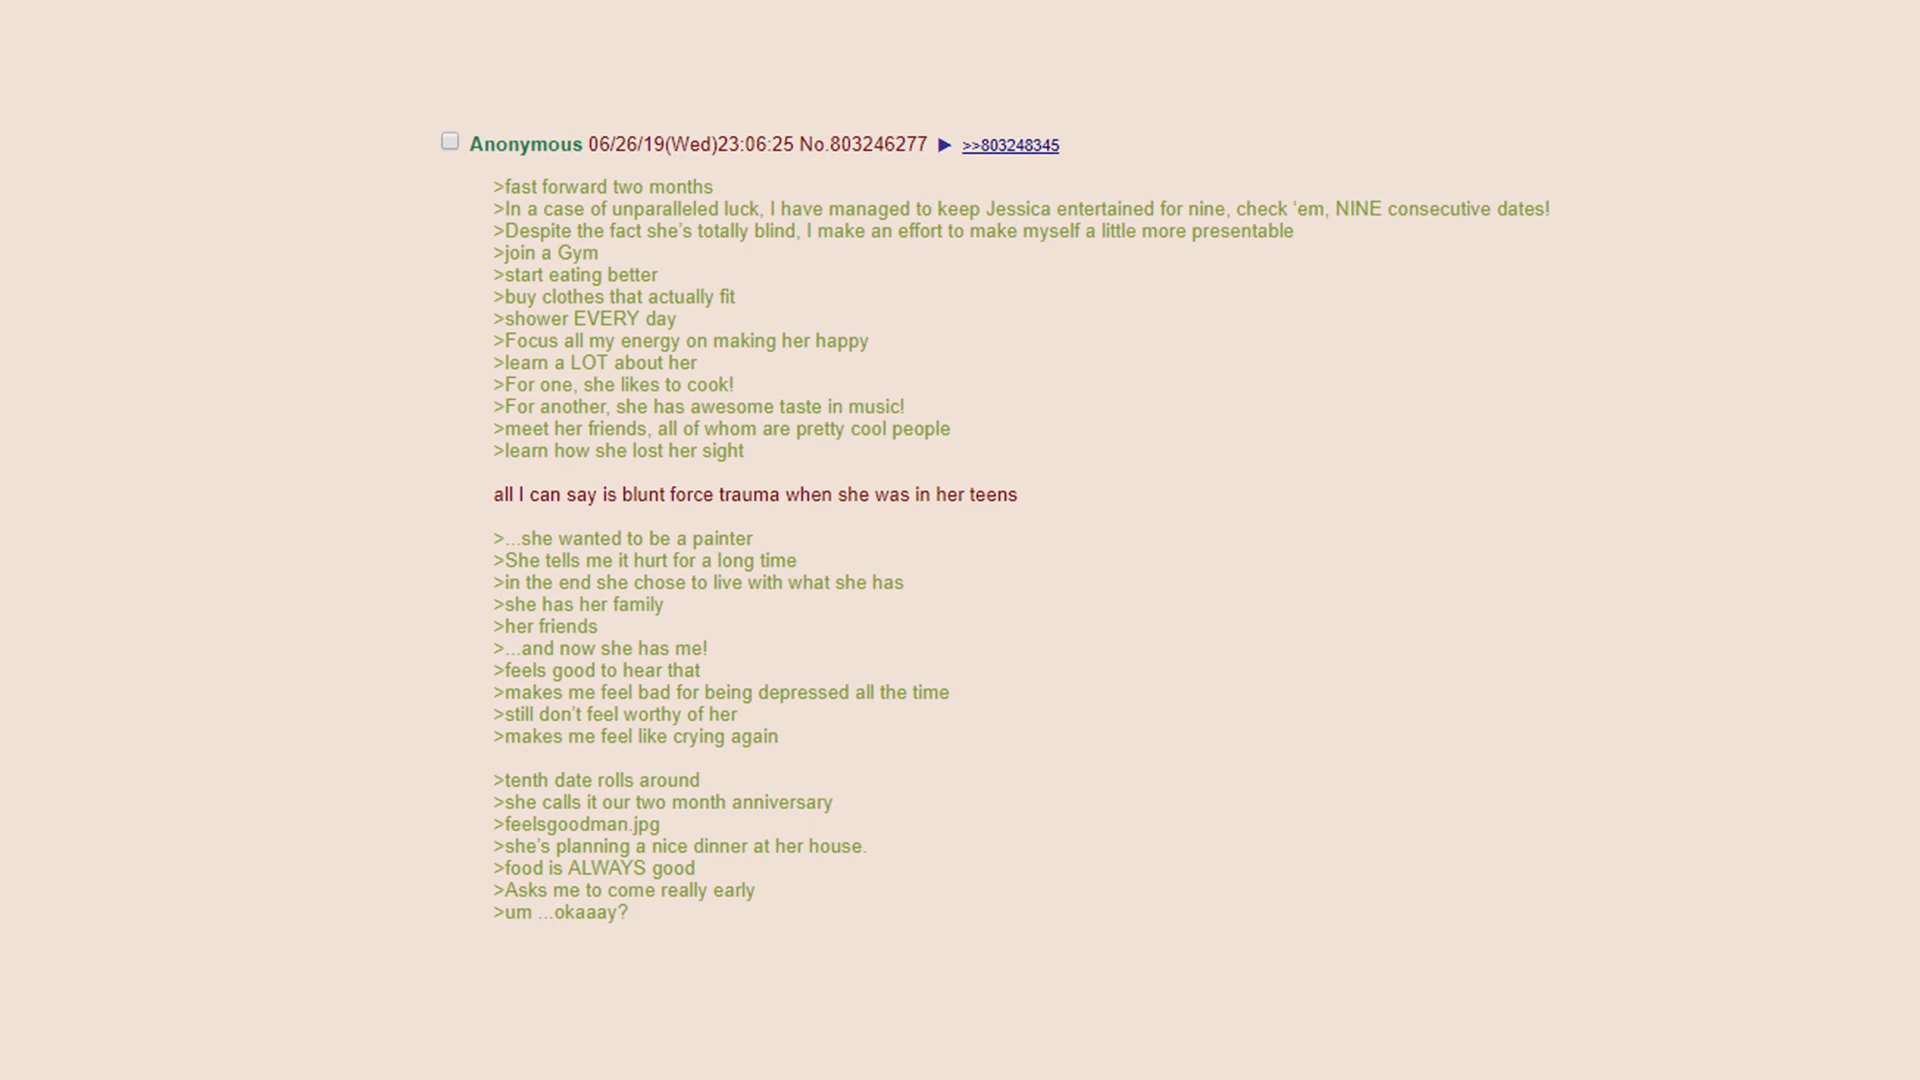 Anonymous 06/26/19(Wed)23:06:25 No.803246277 ▶ >>803248345
>fast forward two months
>In a case of unparalleled luck, I have managed to keep Jessica entertained for nine, check ‘em, NINE consecutive dates!
>Despite the fact she’s totally blind, I make an effort to make myself a little more presentable
>join a Gym
>start eating better
>buy clothes that actually fit
>shower EVERY day
>Focus all my energy on making her happy
>learn a LOT about her
>For one, she likes to cook!
>For another, she has awesome taste in music!
>meet her friends, all of whom are pretty cool people
>learn how she lost her sight
all I can say is blunt force trauma when she was in her teens
>...she wanted to be a painter
>She tells me it hurt for a long time
>in the end she chose to live with what she has
>she has her family
>her friends
>...and now she has me!
>feels good to hear that
>makes me feel bad for being depressed all the time
>still don’t feel worthy of her
>makes me feel like crying again
>tenth date rolls around
>she calls it our two month anniversary
>feelsgoodman.jpg
>she’s planning a nice dinner at her house.
>food is ALWAYS good
>Asks me to come really early
>um ...okaaay?